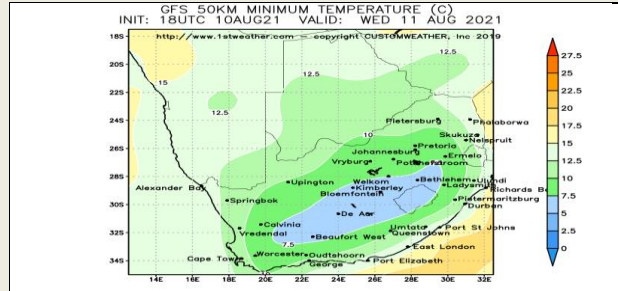 GFS 50KM MINIMUM TEMPERATURE (C)
INIT: 18UTC 10AUG21 VALID: WED 11 AUG 2021
http://www.1stweather.com – copyright CUSTOMWEATHER, Inc 2019
18S
20S
22S
24S
26S
28S
30S
32S
34S
15
12.5
12.5
12.5
10
7.5
Pietersburg
Phalaborwa
Skukuza
Nelspruit
Pretoria
Johannesburg
Ermelo
Vryburg
Welkom
Bethlehem
Ulundi
Ladysmith
Richards B
Alexander Bay
Upington
Kimberley
Bloemfontein
Springbok
Pietermaritzburg
Durban
De Aar
Calvinia
Vredendal
Umtata
Port St Johns
Queenstown
Beaufort West
East London
Cape Town
Worcester
Oudtshoorn
George
Port Elizabeth
14E 16E 18E 20E 22E 24E 26E 28E 30E 32E
27.5
25
22.5
20
17.5
15
12.5
10
7.5
5
2.5
0